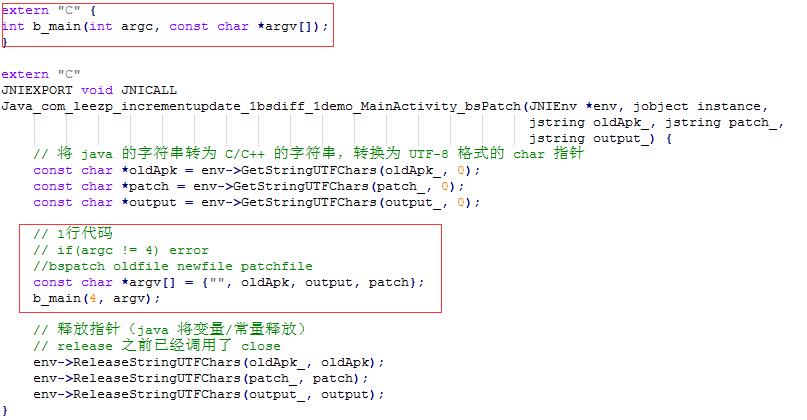 extern "C" {
int b_main(int argc, const char *argv[]);
}
extern "C"
JNIEXPORT void JNICALL
Java_com_leezp_incrementupdate_1bsdiff_1demo_MainActivity_bsPatch(JNIEnv *env, jobject instance,
jstring oldApk_, jstring patch_,
jstring output_) {
// 将 java 的字符串转为 C/C++ 的字符串，转换为 UTF-8 格式的 char 指针
const char *oldApk = env->GetStringUTFChars(oldApk_, 0);
const char *patch = env->GetStringUTFChars(patch_, 0);
const char *output = env->GetStringUTFChars(output_, 0);
// 1行代码
// if(argc != 4) error
//bspatch oldfile newfile patchfile
const char *argv[] = {"", oldApk, output, patch};
b_main(4, argv);
// 释放指针（java 将变量/常量释放）
// release 之前已经调用了 close
env->ReleaseStringUTFChars(oldApk_, oldApk);
env->ReleaseStringUTFChars(patch_, patch);
env->ReleaseStringUTFChars(output_, output);
}